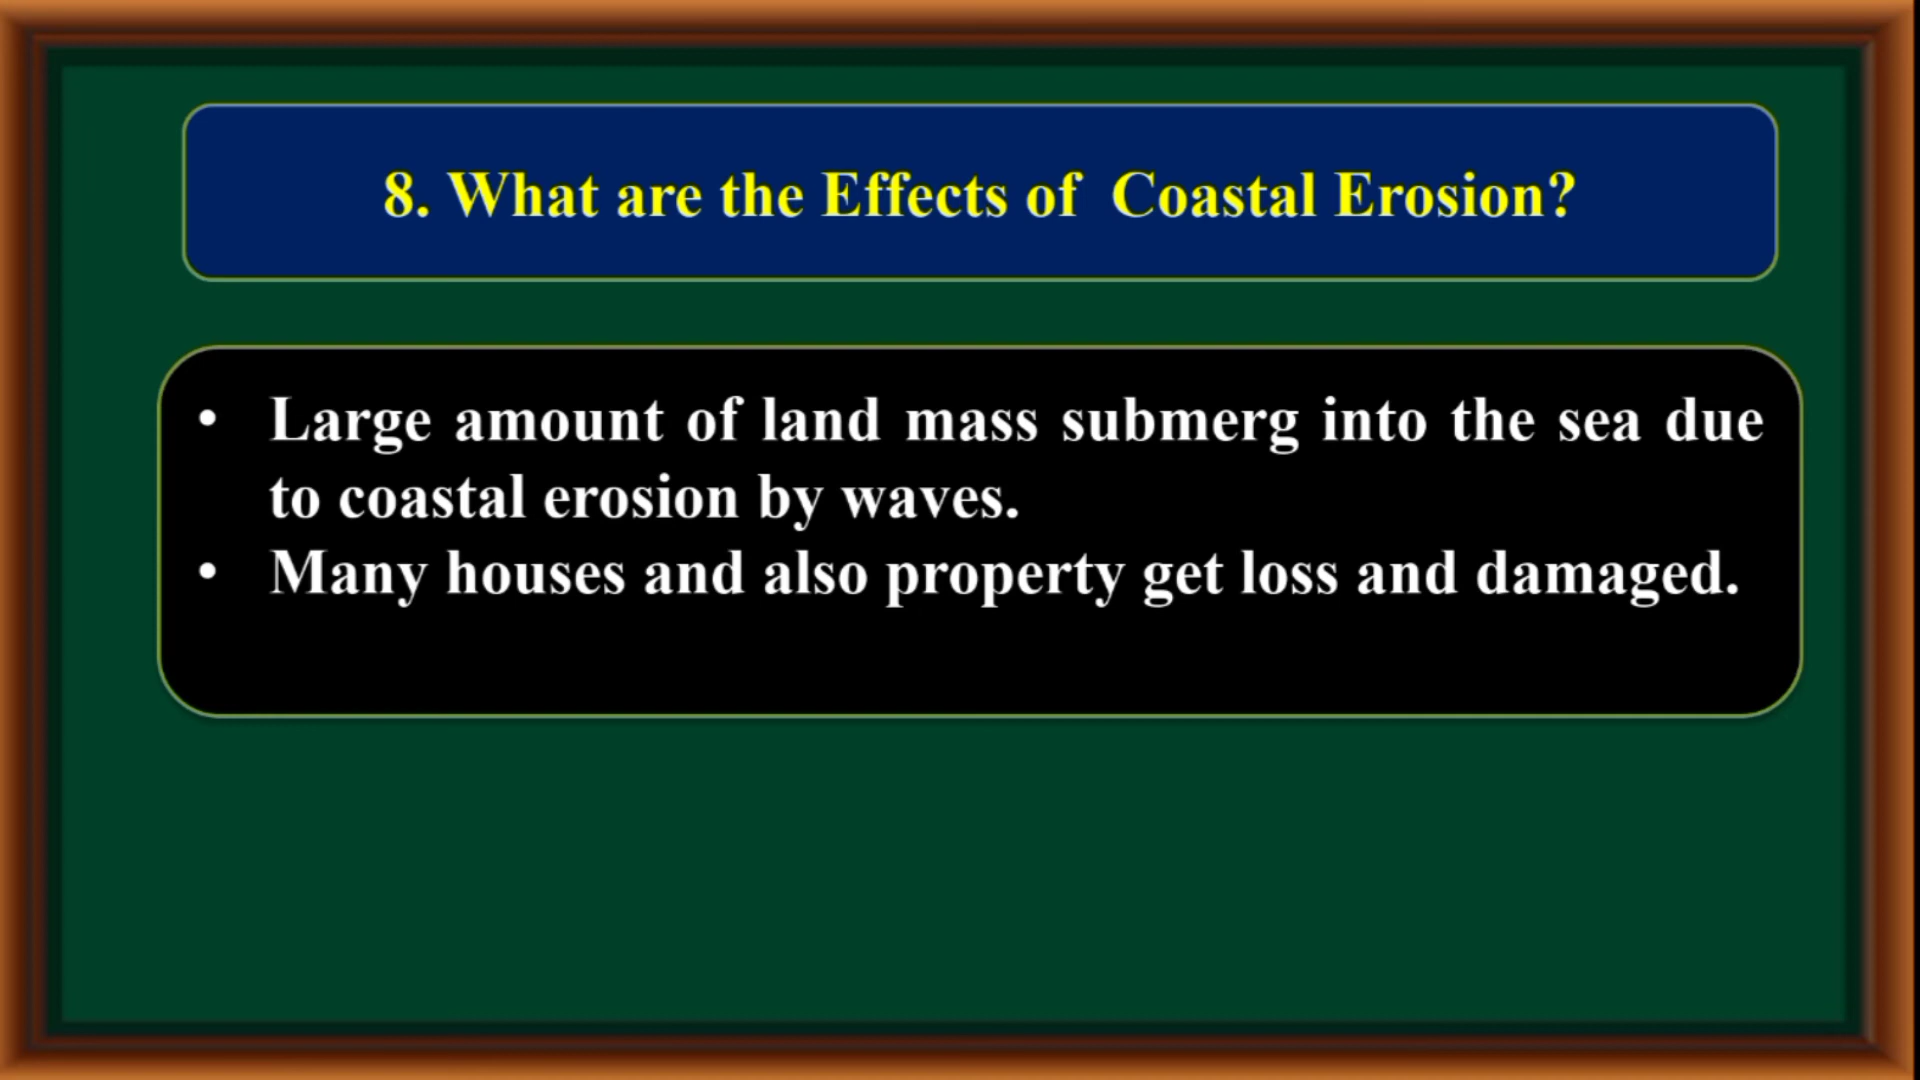 8. What are the Effects of  Coastal Erosion?
• Large amount of land mass submerg into the sea due
to coastal erosion by waves.
• Many houses and also property get loss and damaged.